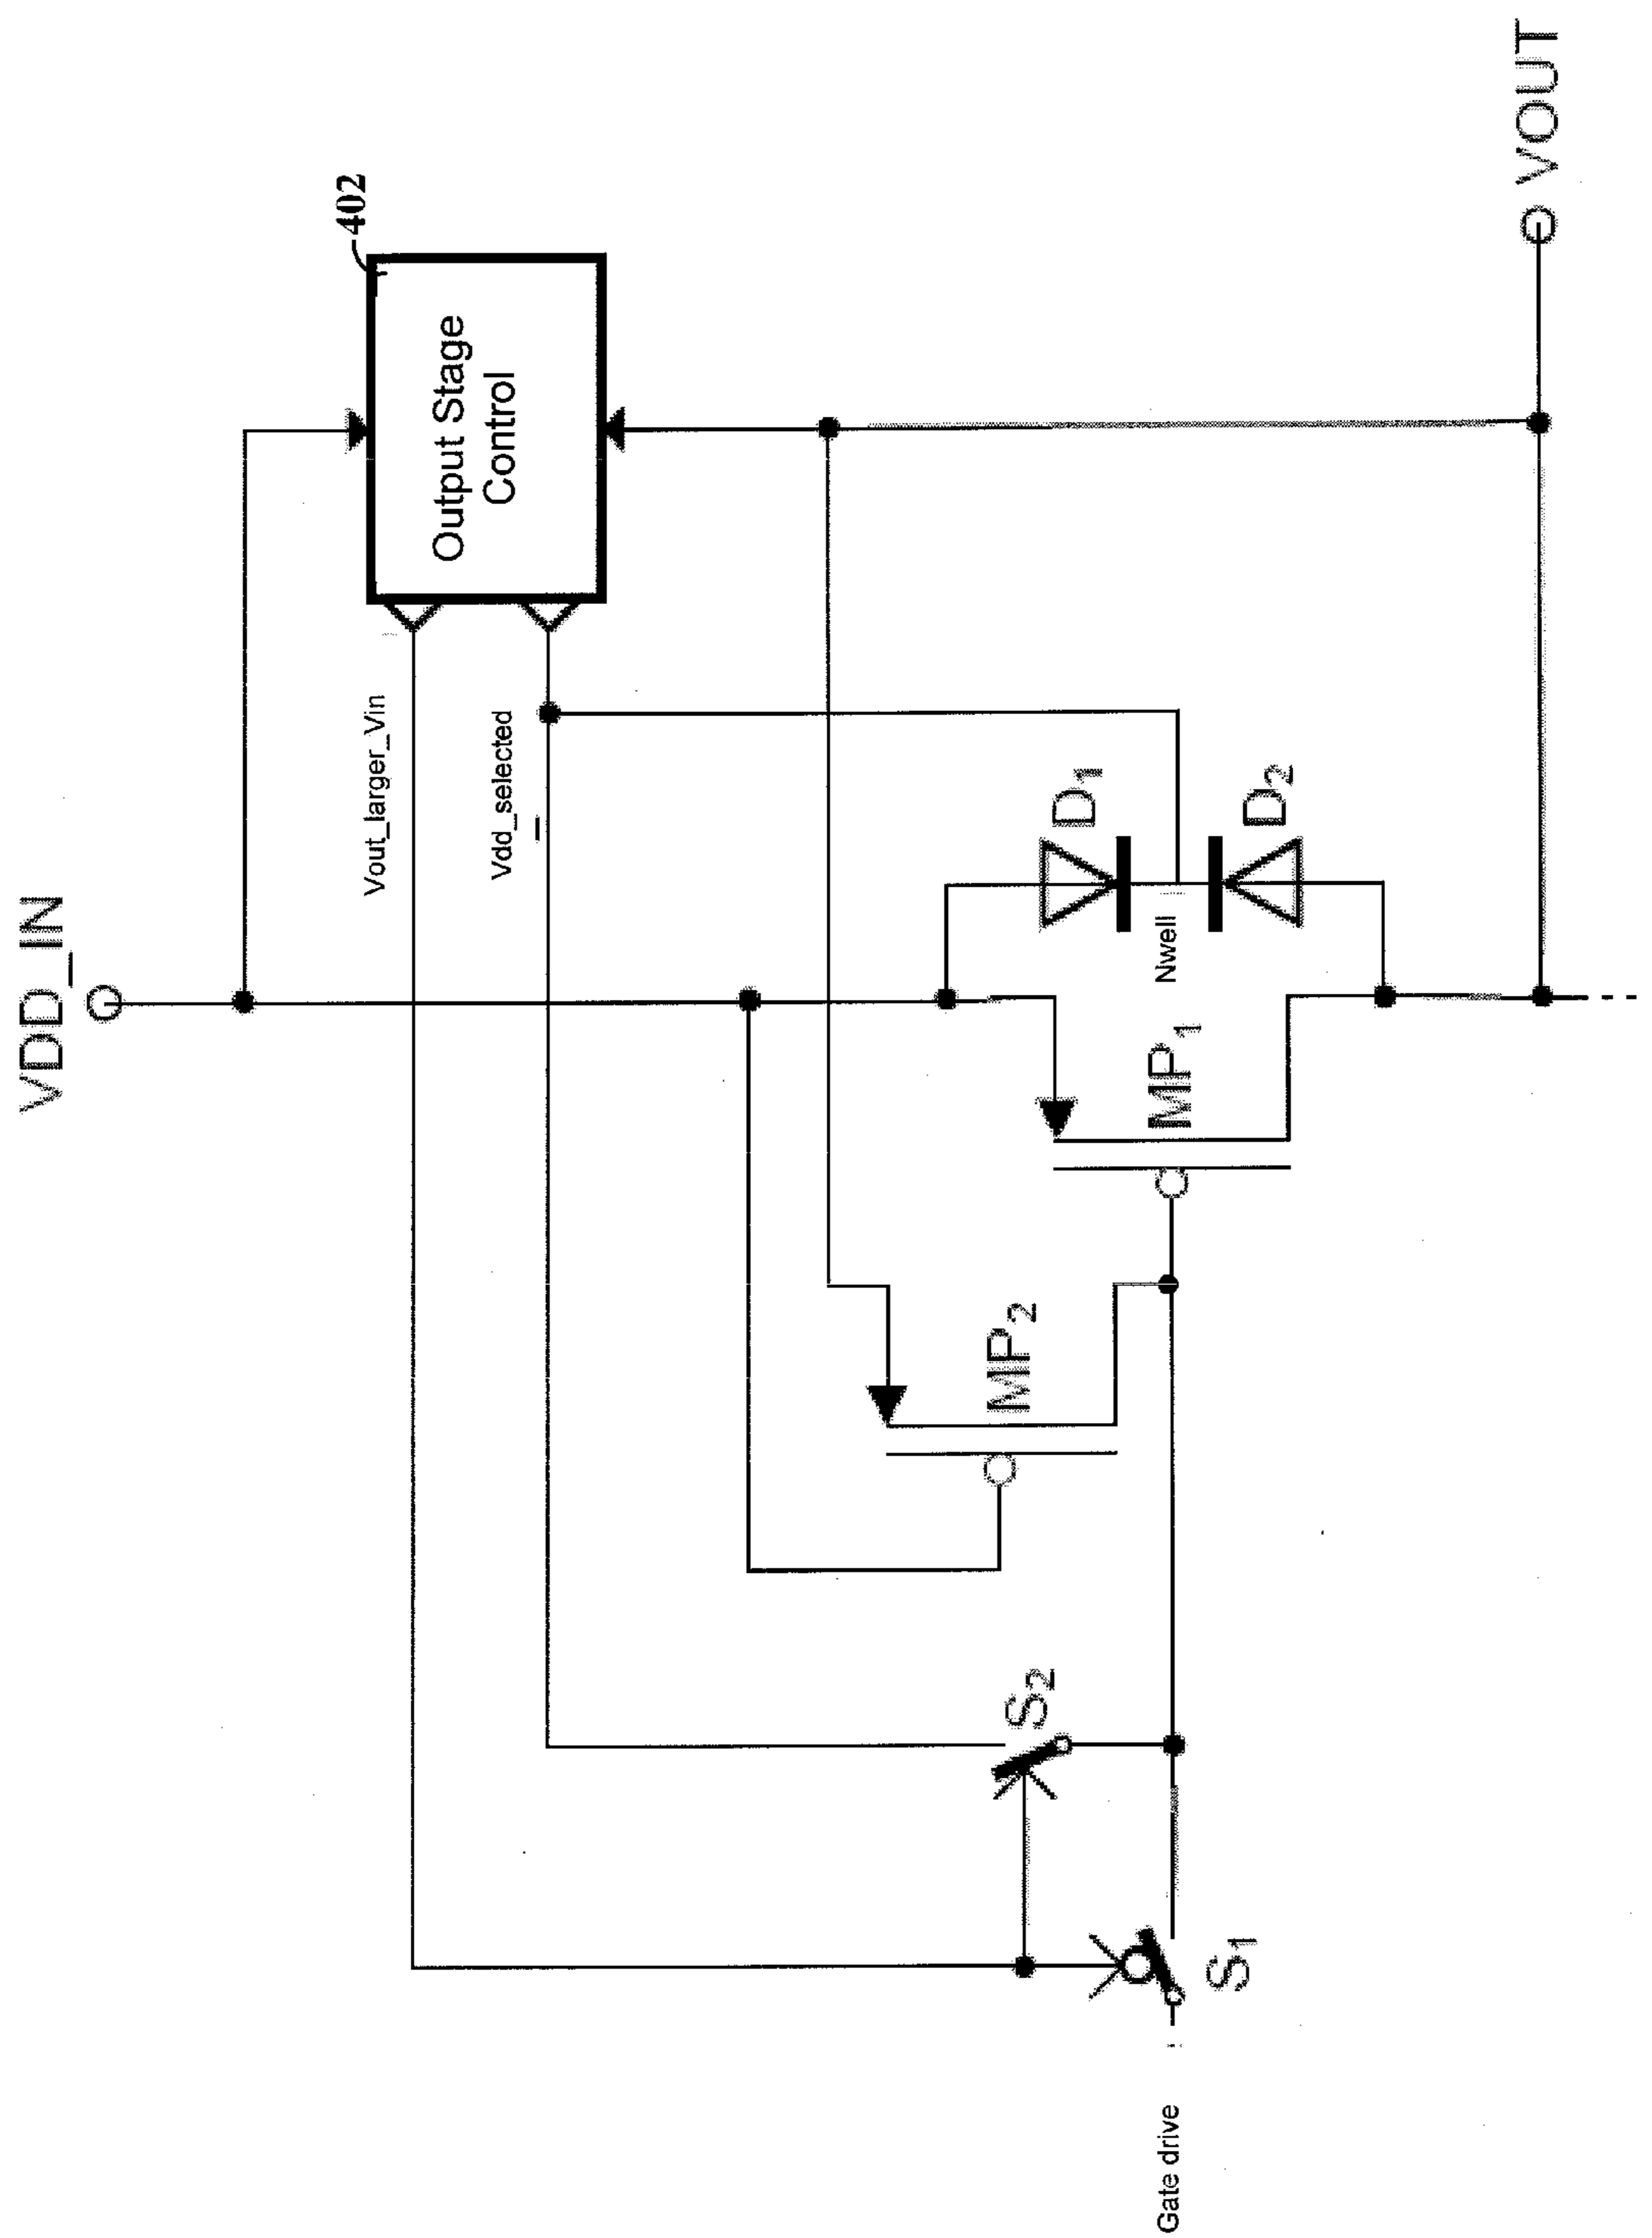 VDD_IN
402
Output Stage
Control
Vout_larger_Vin
Vdd_selected
VOUT
D1
D2
Nwell
MP1
MP2
S2
S1
Gate drive